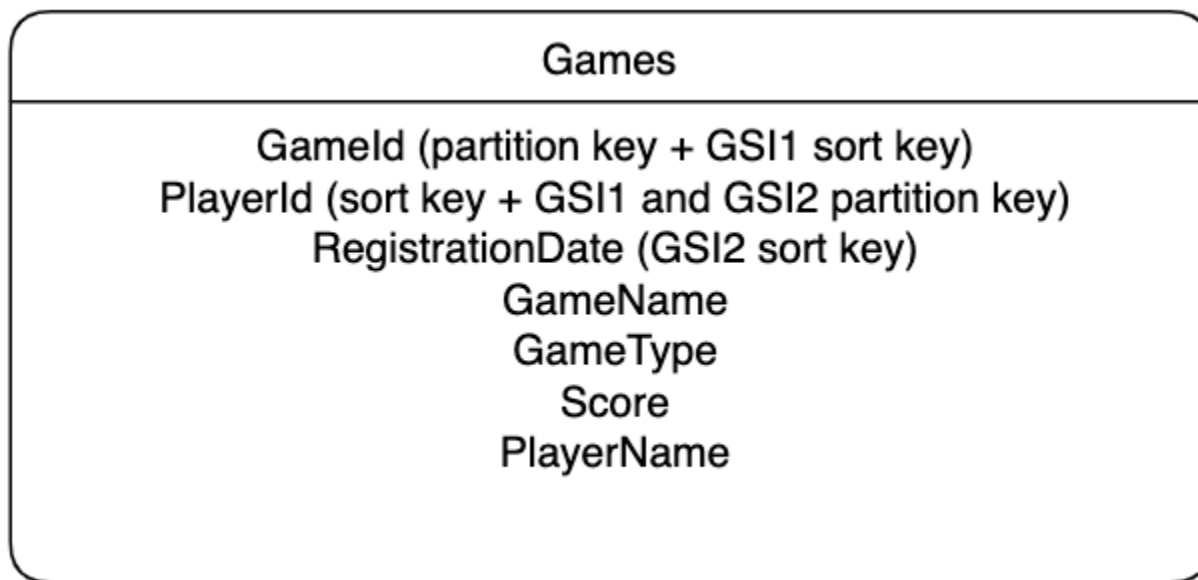 Games
GameId (partition key + GSI1 sort key)
PlayerId (sort key + GSI1 and GSI2 partition key)
RegistrationDate (GSI2 sort key)
GameName
GameType
Score
PlayerName